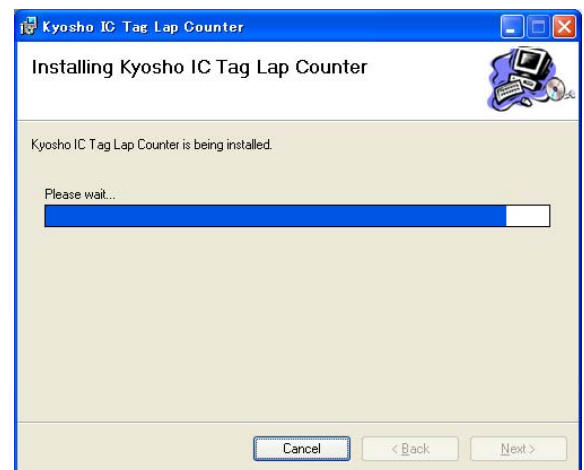 Kyosho IC Tag Lap Counter
Installing Kyosho IC Tag Lap Counter
Kyosho IC Tag Lap Counter is being installed.
Please wait...
Cancel
< Back
Next >